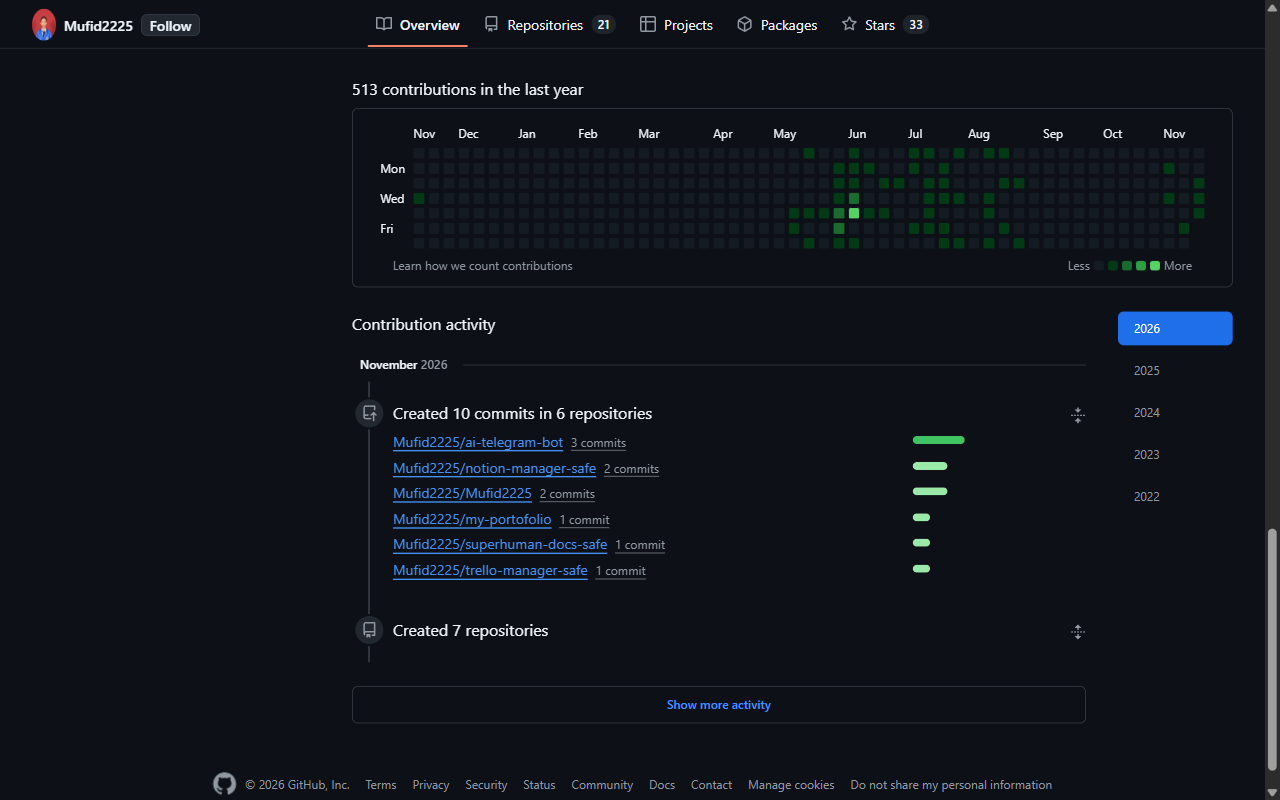 Mufid2225 Follow Overview Repositories 21 Projects Packages Stars 33
513 contributions in the last year
Nov Dec Jan Feb Mar Apr May Jun Jul Aug Sep Oct Nov
Mon
Wed
Fri
Learn how we count contributions Less More
Contribution activity
2026
2025
2024
2023
2022
November 2026
Created 10 commits in 6 repositories
Mufid2225/ai-telegram-bot 3 commits
Mufid2225/notion-manager-safe 2 commits
Mufid2225/Mufid2225 2 commits
Mufid2225/my-portofolio 1 commit
Mufid2225/superhuman-docs-safe 1 commit
Mufid2225/trello-manager-safe 1 commit
Created 7 repositories
Show more activity
© 2026 GitHub, Inc. Terms Privacy Security Status Community Docs Contact Manage cookies Do not share my personal information